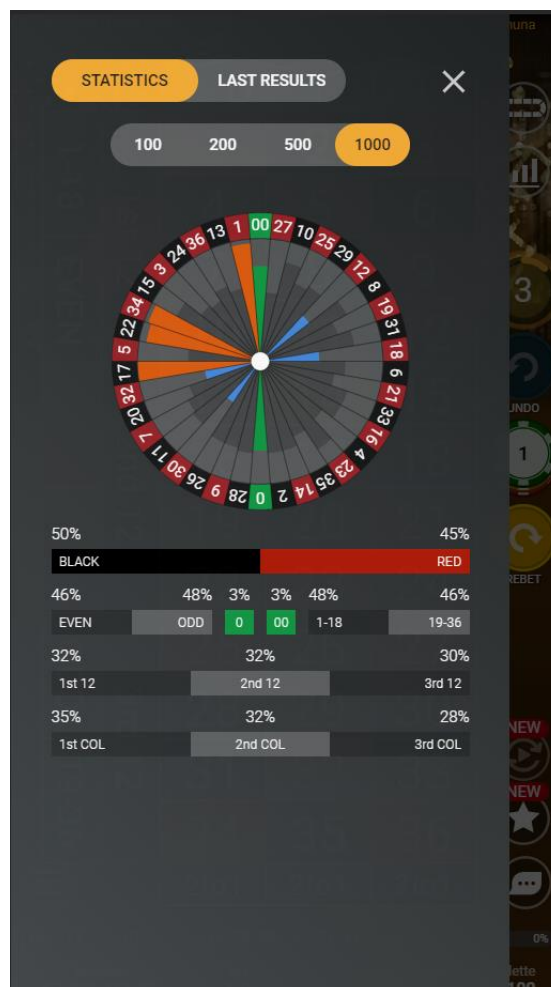 una
STATISTICS LAST RESULTS
100 200 500 1000
00 27 10 25 29 12 8 19 31 18 6 21 33 16 4 23 35 14 2 0 28 9 26 30 11 7 20 32 17 5 22 34 15 3 24 36 13 1
3
UNDO
1
REBET
50% 45%
BLACK RED
46% 48% 3% 3% 48% 46%
EVEN ODD 0 00 1-18 19-36
32% 32% 30%
1st 12 2nd 12 3rd 12
35% 32% 28%
1st COL 2nd COL 3rd COL
NEW
NEW
0%
lette